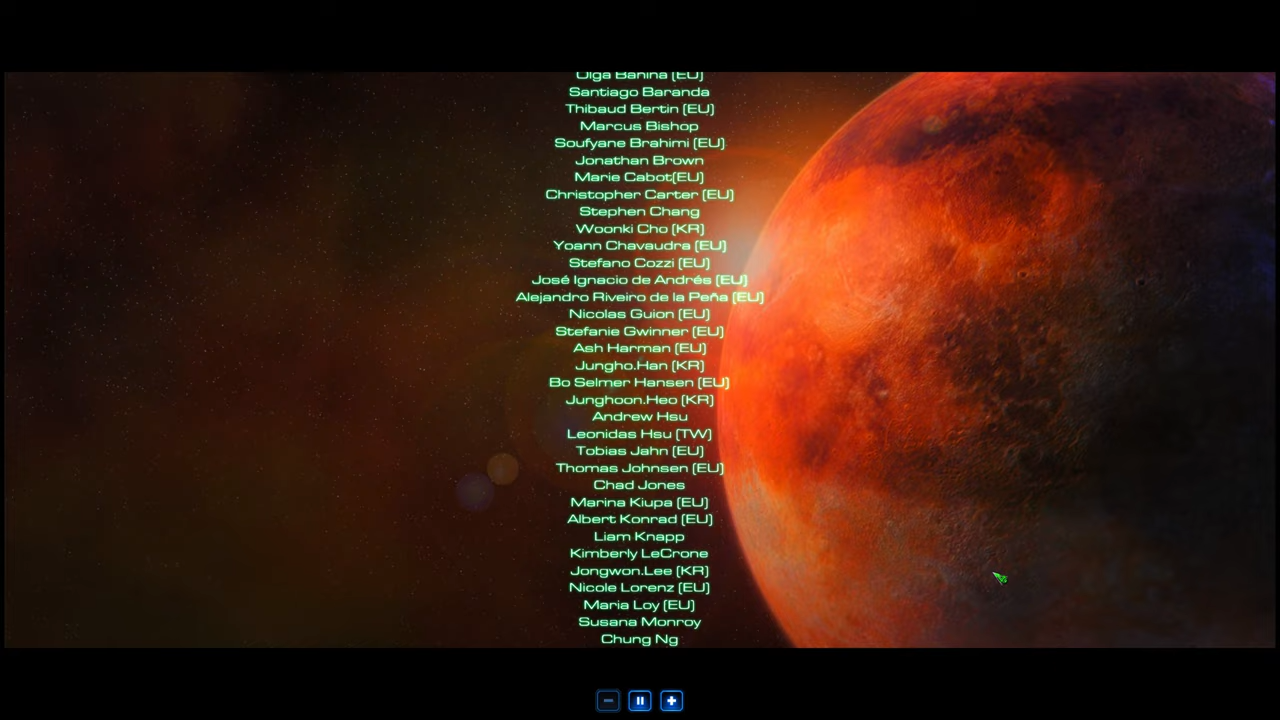 Olga Banina (EU)
Santiago Baranda
Thibaud Bertin (EU)
Marcus Bishop
Soufyane Brahimi (EU)
Jonathan Brown
Marie Cabot(EU)
Christopher Carter (EU)
Stephen Chang
Woonki Cho (KR)
Yoann Chavaudra (EU)
Stefano Cozzi (EU)
José Ignacio de Andrés (EU)
Alejandro Riveiro de la Peña (EU)
Nicolas Guion (EU)
Stefanie Gwinner (EU)
Ash Harman (EU)
Jungho.Han (KR)
Bo Selmer Hansen (EU)
Junghoon.Heo (KR)
Andrew Hsu
Leonidas Hsu (TW)
Tobias Jahn (EU)
Thomas Johnsen (EU)
Chad Jones
Marina Kiupa (EU)
Albert Konrad (EU)
Liam Knapp
Kimberly LeCrone
Jongwon.Lee (KR)
Nicole Lorenz (EU)
Maria Loy (EU)
Susana Monroy
Chung Ng